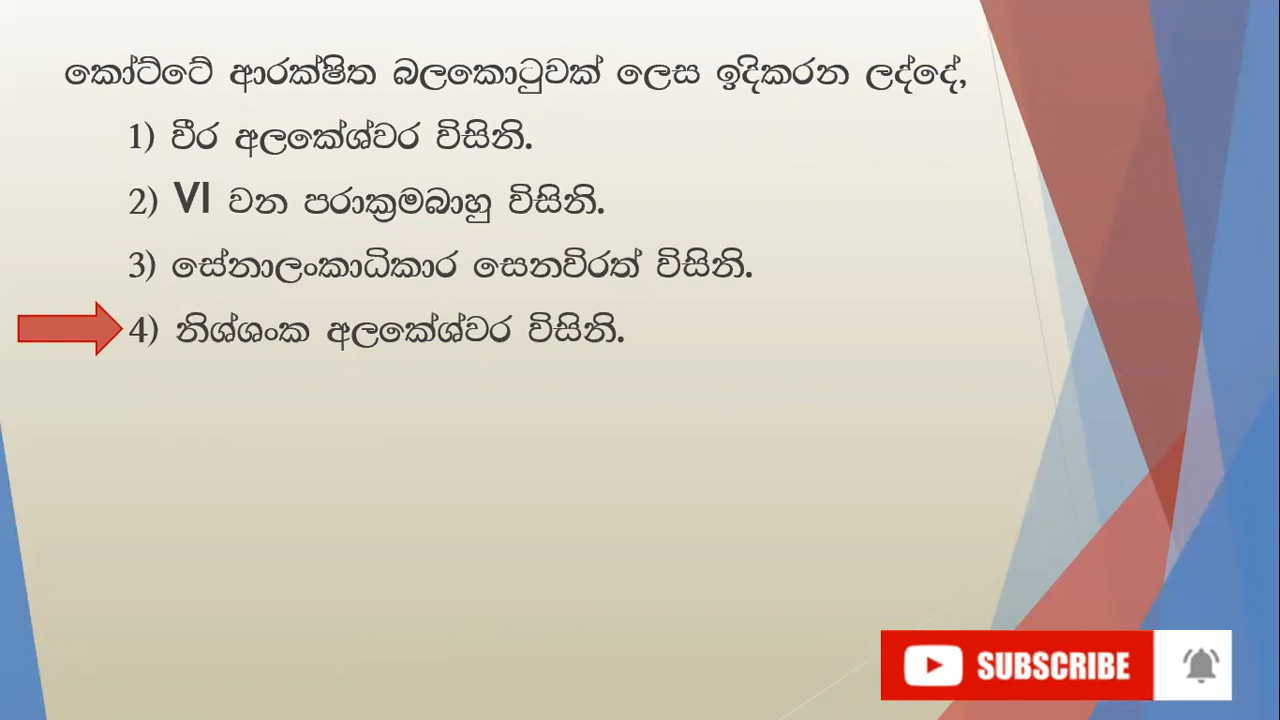 කෝට්ටේ ආරක්ෂිත බලකොටුවක් ලෙස ඉදිකරන ලද්දේ,
1) වීර අලකේශ්වර විසිනි.
2) VI වන පරාක්‍රමබාහු විසිනි.
3) සේනාලංකාධිකාර සෙනවිරත් විසිනි.
4) නිශ්ශංක අලකේශ්වර විසිනි.
SUBSCRIBE